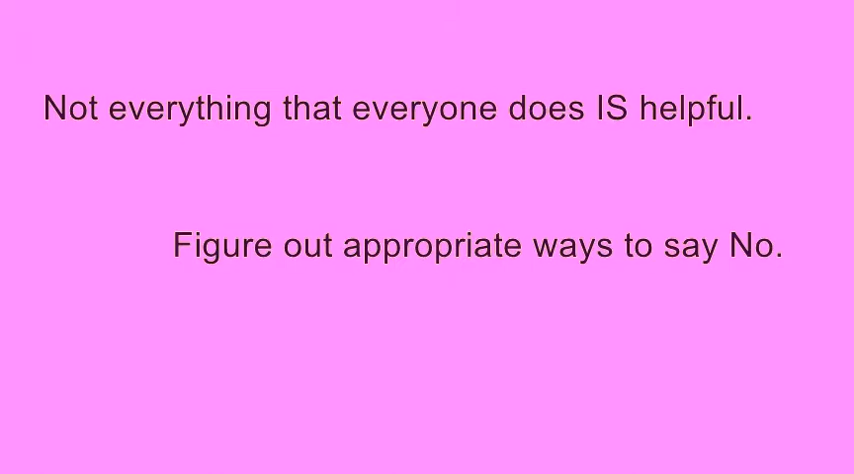 Not everything that everyone does IS helpful.
Figure out appropriate ways to say No.